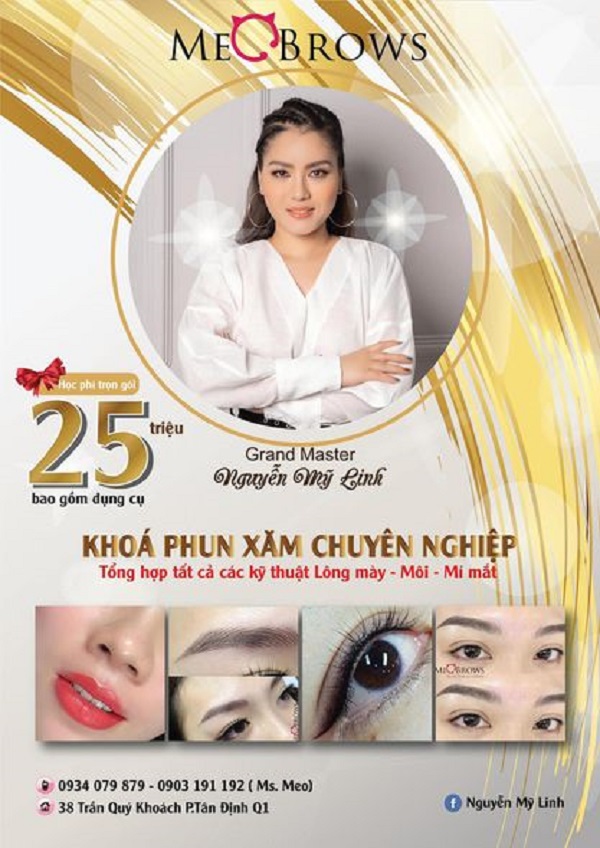 MEOBROWS
Học phí trọn gói
25 triệu
bao gồm dụng cụ
Grand Master
Nguyễn Mỹ Linh
KHOÁ PHUN XĂM CHUYÊN NGHIỆP
Tổng hợp tất cả các kỹ thuật Lông mày - Môi - Mí mắt
MEOBROWS
0934 079 879 - 0903 191 192 ( Ms. Meo)
38 Trần Quý Khoách P.Tân Định Q1
Nguyễn Mỹ Linh